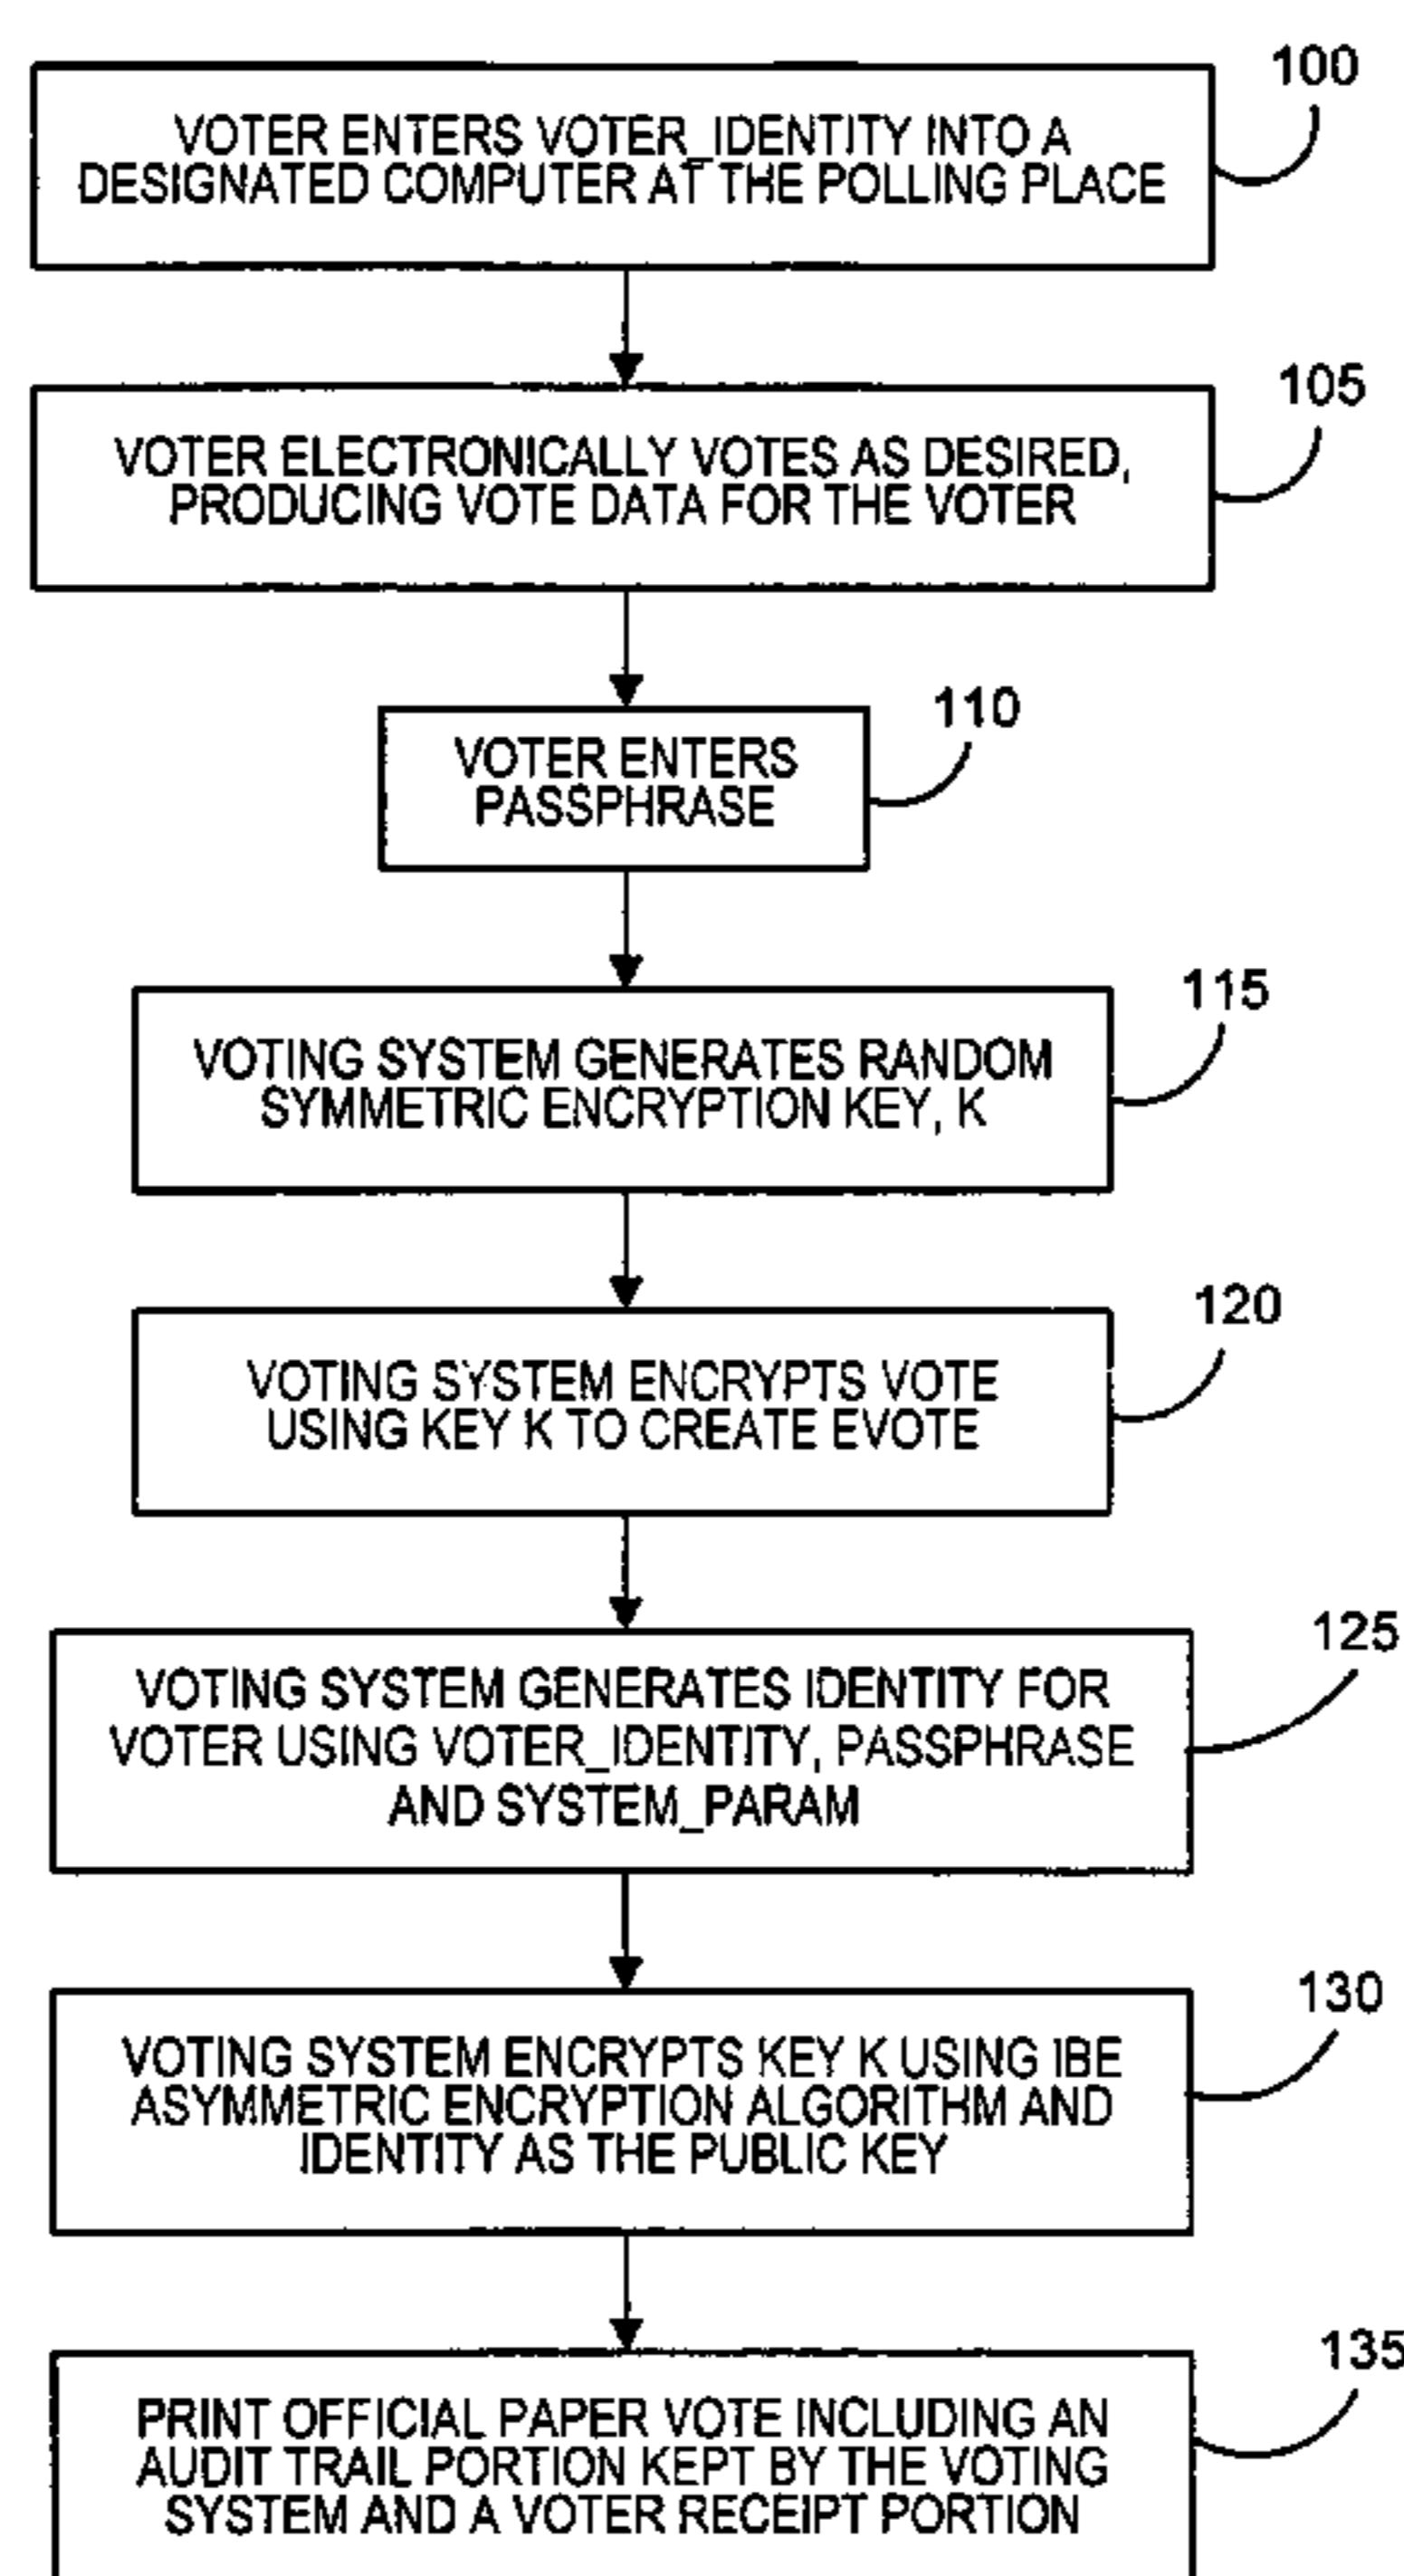 100
VOTER ENTERS VOTER_IDENTITY INTO A
DESIGNATED COMPUTER AT THE POLLING PLACE
105
VOTER ELECTRONICALLY VOTES AS DESIRED,
PRODUCING VOTE DATA FOR THE VOTER
110
VOTER ENTERS
PASSPHRASE
115
VOTING SYSTEM GENERATES RANDOM
SYMMETRIC ENCRYPTION KEY, K
120
VOTING SYSTEM ENCRYPTS VOTE
USING KEY K TO CREATE EVOTE
125
VOTING SYSTEM GENERATES IDENTITY FOR
VOTER USING VOTER_IDENTITY, PASSPHRASE
AND SYSTEM_PARAM
130
VOTING SYSTEM ENCRYPTS KEY K USING IBE
ASYMMETRIC ENCRYPTION ALGORITHM AND
IDENTITY AS THE PUBLIC KEY
135
PRINT OFFICIAL PAPER VOTE INCLUDING AN
AUDIT TRAIL PORTION KEPT BY THE VOTING
SYSTEM AND A VOTER RECEIPT PORTION